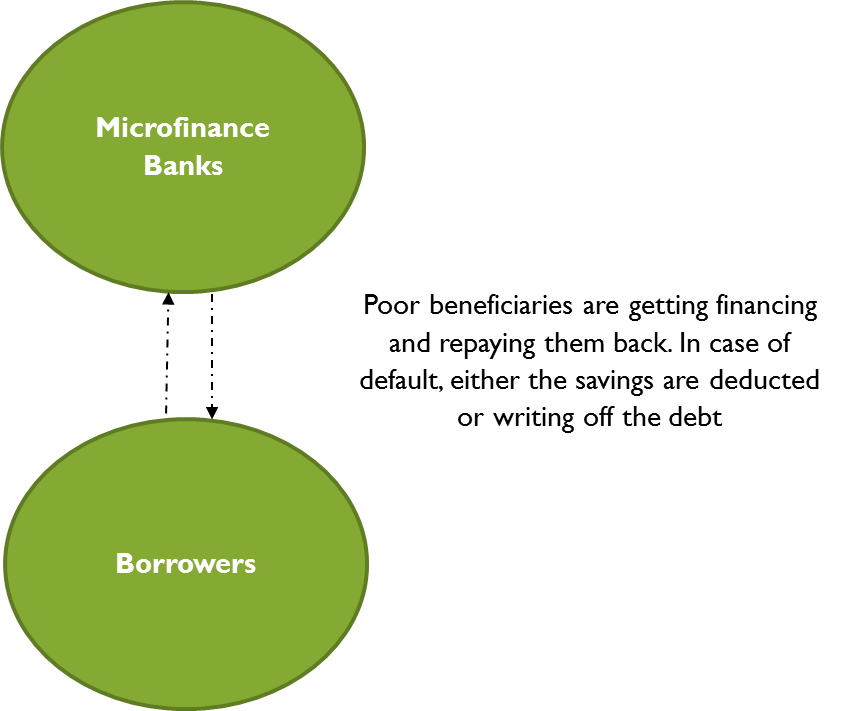 Microfinance
Banks
Poor beneficiaries are getting financing
and repaying them back. In case of
default, either the savings are deducted
or writing off the debt
Borrowers